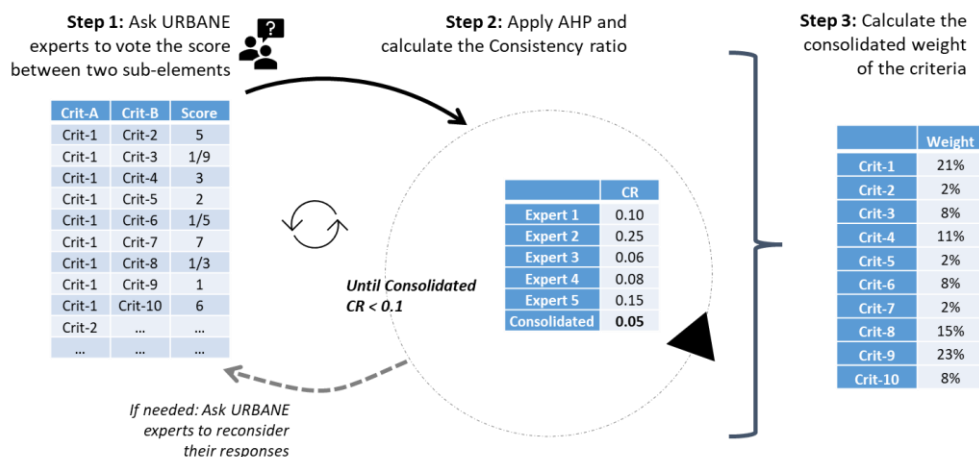 Step 1: Ask URBANE
experts to vote the score
between two sub-elements
Crit-A Crit-B Score
Crit-1 Crit-2 5
Crit-1 Crit-3 1/9
Crit-1 Crit-4 3
Crit-1 Crit-5 2
Crit-1 Crit-6 1/5
Crit-1 Crit-7 7
Crit-1 Crit-8 1/3
Crit-1 Crit-9 1
Crit-1 Crit-10 6
Crit-2 ... ...
... ... ...
If needed: Ask URBANE
experts to reconsider
their responses
Step 2: Apply AHP and
calculate the Consistency ratio
Until Consolidated
CR < 0.1
CR
Expert 1 0.10
Expert 2 0.25
Expert 3 0.06
Expert 4 0.08
Expert 5 0.15
Consolidated 0.05
Step 3: Calculate the
consolidated weight
of the criteria
Weight
Crit-1 21%
Crit-2 2%
Crit-3 8%
Crit-4 11%
Crit-5 2%
Crit-6 8%
Crit-7 2%
Crit-8 15%
Crit-9 23%
Crit-10 8%